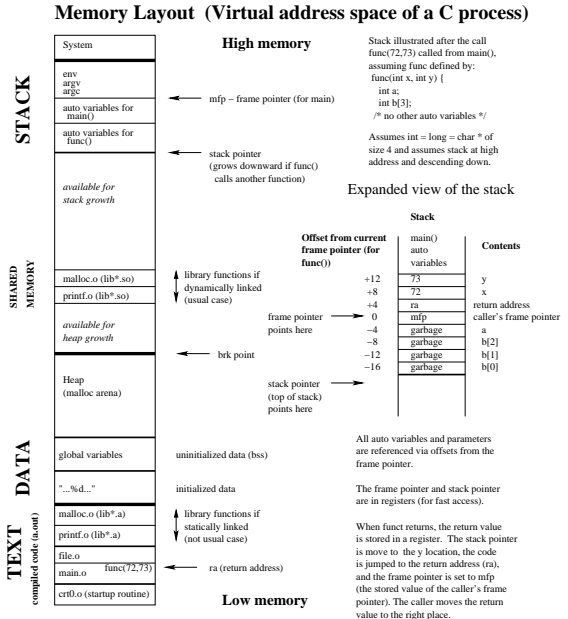 Memory Layout (Virtual address space of a C process)
System
High memory
STACK
env
argv
argc
mfp – frame pointer (for main)
auto variables for
main()
auto variables for
func()
stack pointer
(grows downward if func()
calls another function)
available for
stack growth
Stack illustrated after the call
func(72,73) called from main(),
assuming func defined by:
func(int x, int y) {
int a;
int b[3];
/* no other auto variables */
Assumes int = long = char * of
size 4 and assumes stack at high
address and descending down.
Expanded view of the stack
Stack
Offset from current
frame pointer (for
func())
main()
auto
variables
Contents
+12 73 y
+8 72 x
+4 ra return address
frame pointer
points here
0 mfp caller's frame pointer
−4 garbage a
−8 garbage b[2]
−12 garbage b[1]
−16 garbage b[0]
stack pointer
(top of stack)
points here
SHARED
MEMORY
malloc.o (lib*.so)
printf.o (lib*.so)
library functions if
dynamically linked
(usual case)
available for
heap growth
brk point
Heap
(malloc arena)
DATA
global variables
uninitialized data (bss)
"...%d..."
initialized data
TEXT
compiled code (a.out)
malloc.o (lib*.a)
printf.o (lib*.a)
library functions if
statically linked
(not usual case)
file.o
main.o func(72,73)
ra (return address)
crt0.o (startup routine)
Low memory
All auto variables and parameters
are referenced via offsets from the
frame pointer.
The frame pointer and stack pointer
are in registers (for fast access).
When funct returns, the return value
is stored in a register. The stack pointer
is move to the y location, the code
is jumped to the return address (ra),
and the frame pointer is set to mfp
(the stored value of the caller's frame
pointer). The caller moves the return
value to the right place.